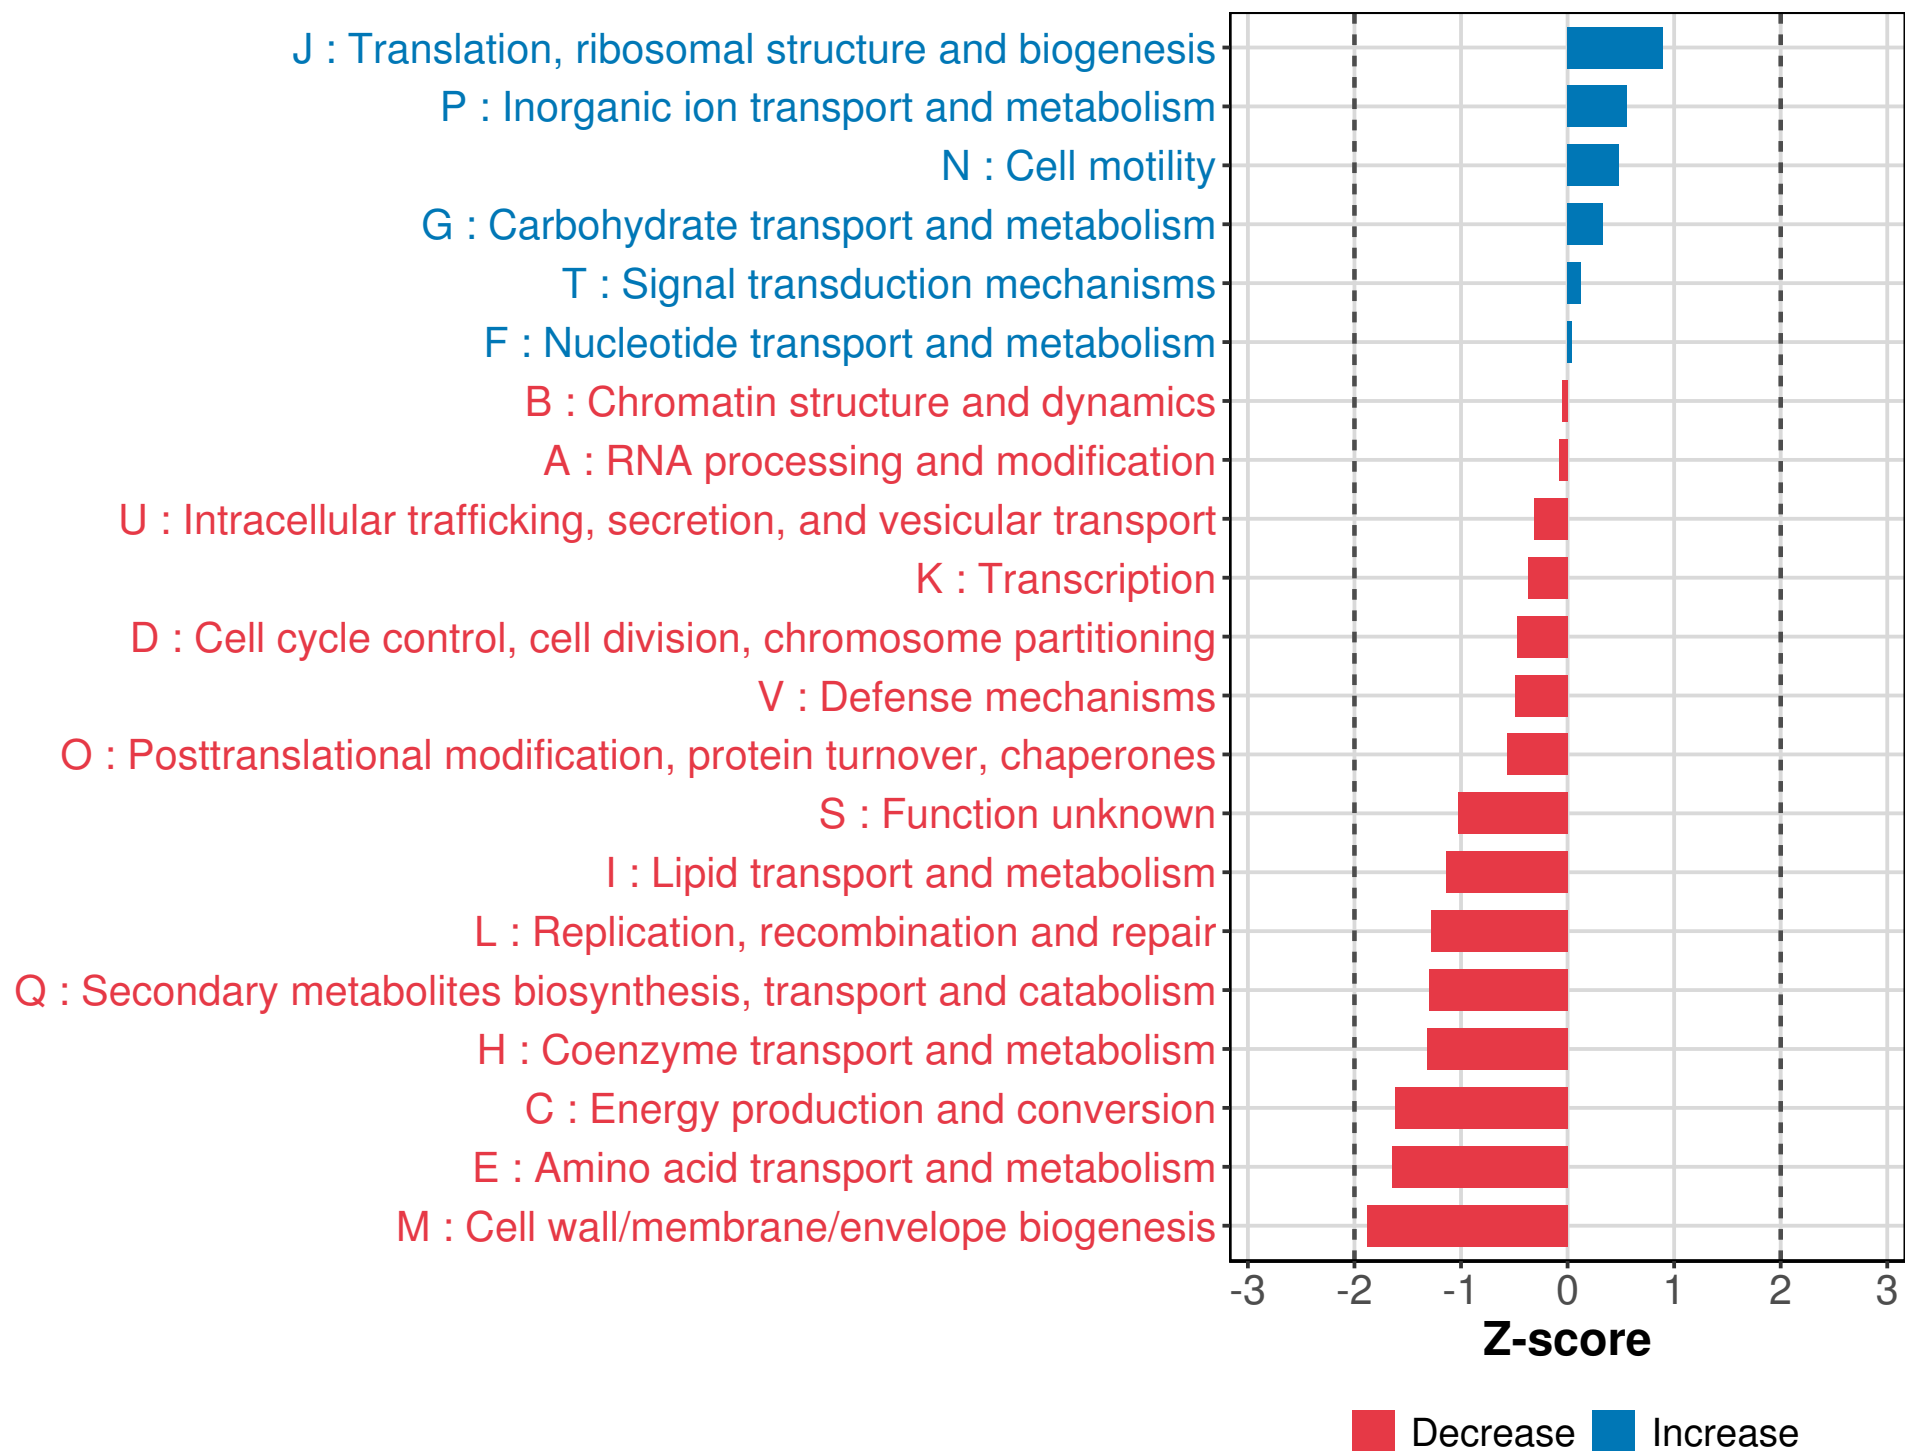 J : Translation, ribosomal structure and biogenesis
P : Inorganic ion transport and metabolism
N : Cell motility
G : Carbohydrate transport and metabolism
T : Signal transduction mechanisms
F : Nucleotide transport and metabolism
B : Chromatin structure and dynamics
A : RNA processing and modification
U : Intracellular trafficking, secretion, and vesicular transport
K : Transcription
D : Cell cycle control, cell division, chromosome partitioning
V : Defense mechanisms
O : Posttranslational modification, protein turnover, chaperones
S : Function unknown
I : Lipid transport and metabolism
L : Replication, recombination and repair
Q : Secondary metabolites biosynthesis, transport and catabolism
H : Coenzyme transport and metabolism
C : Energy production and conversion
E : Amino acid transport and metabolism
M : Cell wall/membrane/envelope biogenesis
-3 -2 -1 0 1 2 3
Z-score
Decrease Increase